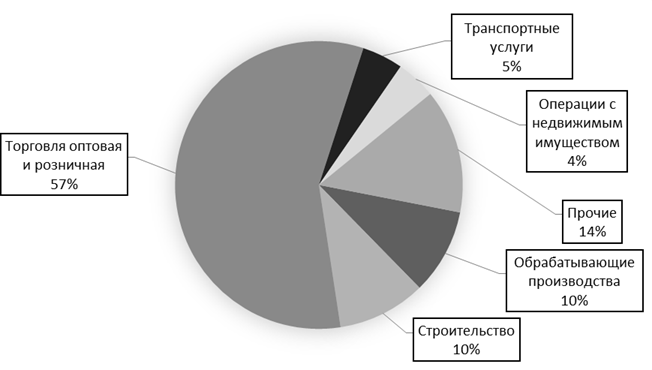 Транспортные
услуги
5%
Операции с
недвижимым
имуществом
4%
Торговля оптовая
и розничная
57%
Прочие
14%
Обрабатывающие
производства
10%
Строительство
10%